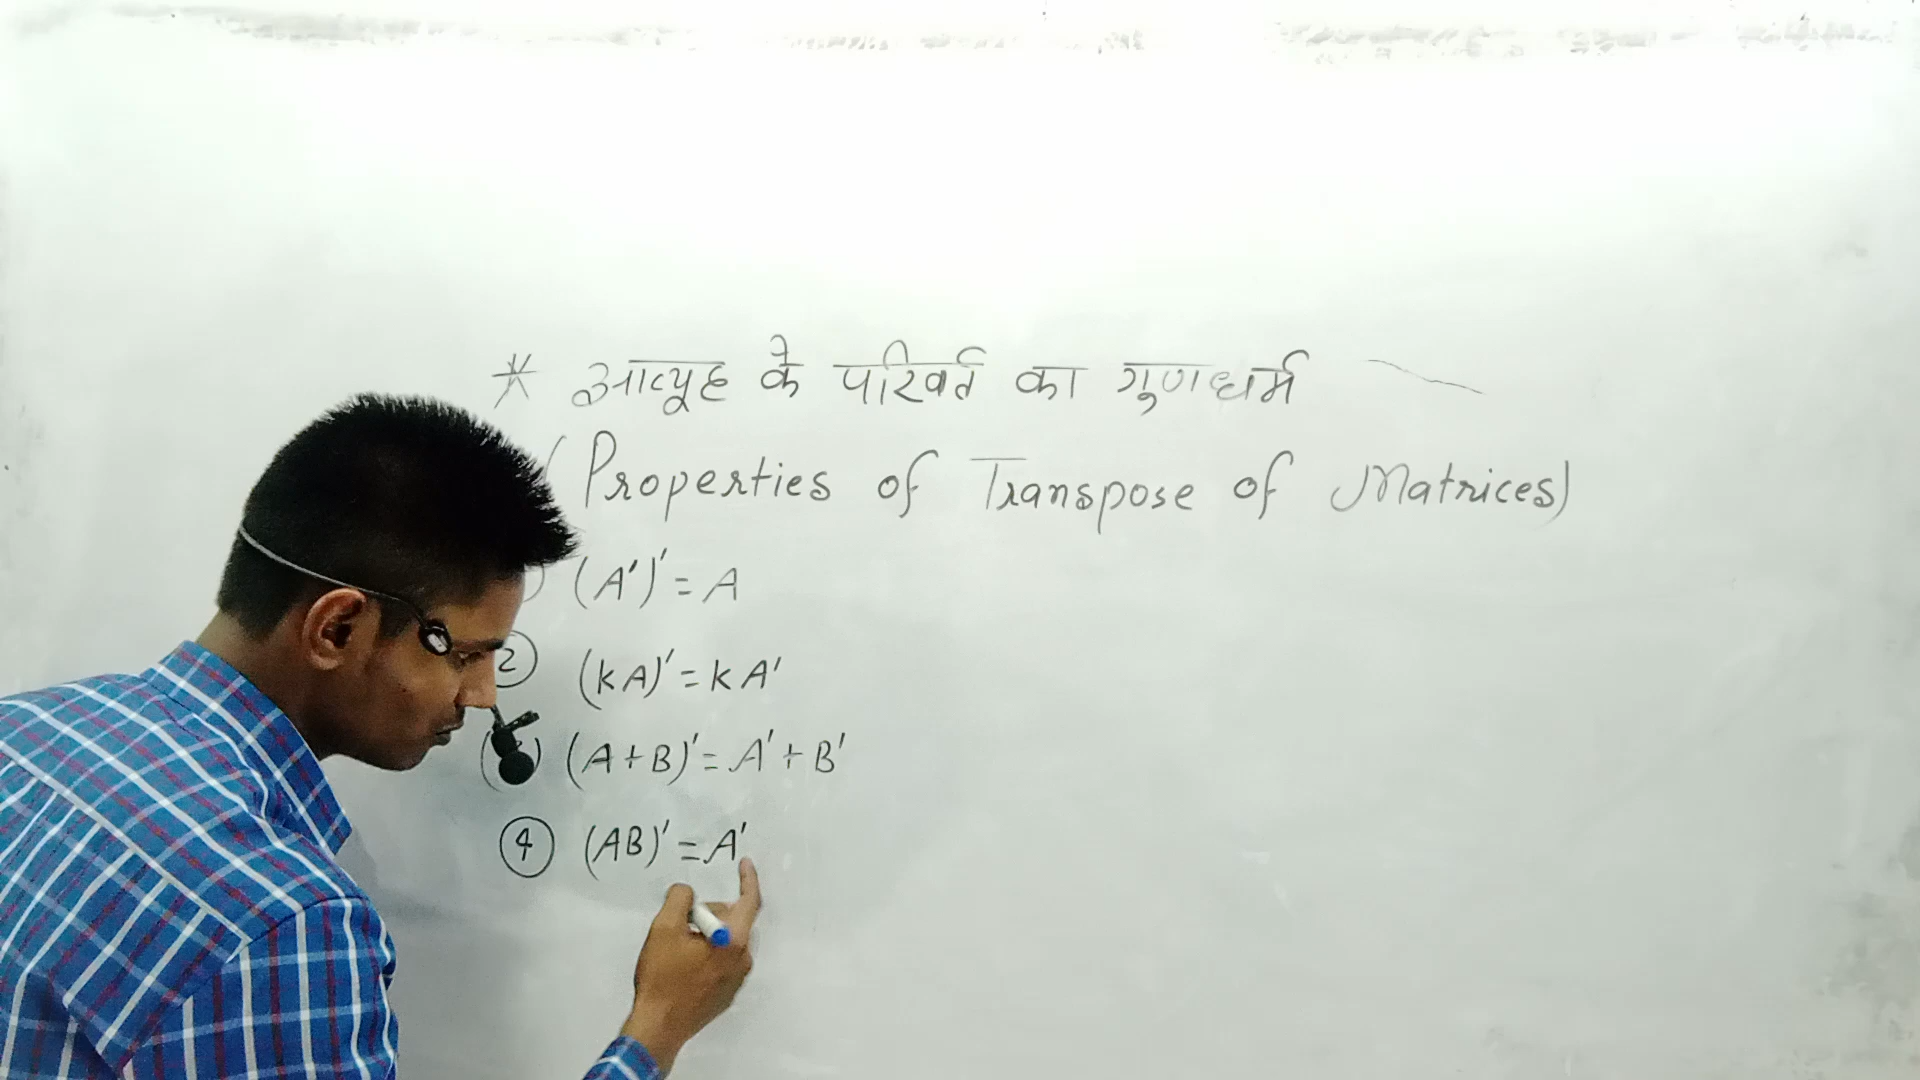 * आव्यूह के परिवर्त का गुणधर्म
(Properties of Transpose of Matrices)
(A')' = A
② (kA)' = kA'
(A+B)' = A' + B'
④ (AB)' = A'